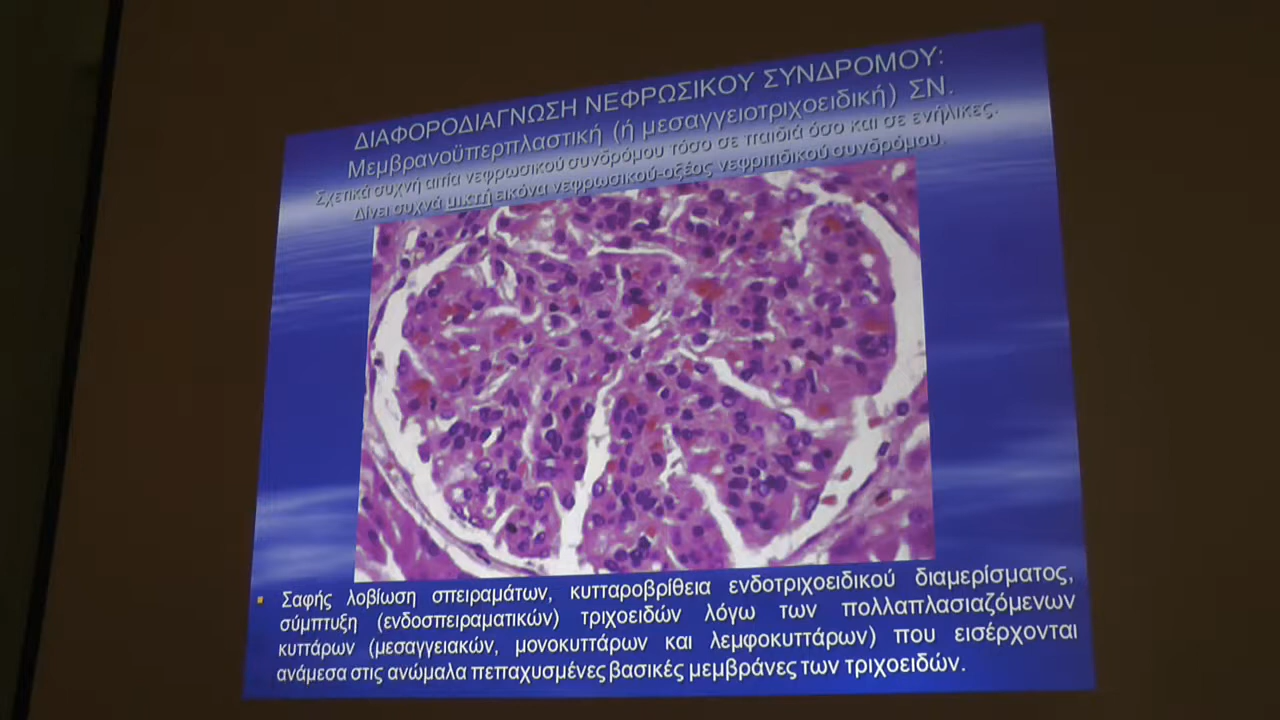 ΔΙΑΦΟΡΟΔΙΑΓΝΩΣΗ ΝΕΦΡΩΣΙΚΟΥ ΣΥΝΔΡΟΜΟΥ:
Μεμβρανοϋπερπλαστική (ή μεσαγγειοτριχοειδική) ΣΝ.
Σχετικά συχνή αιτία νεφρωσικού συνδρόμου τόσο σε παιδιά όσο και σε ενήλικες.
Δίνει συχνά μικτή εικόνα νεφρωσικού-οξέος νεφριτιδικού συνδρόμου.
Σαφής λοβίωση σπειραμάτων, κυτταροβρίθεια ενδοτριχοειδικού διαμερίσματος,
σύμπτυξη (ενδοσπειραματικών) τριχοειδών λόγω των πολλαπλασιαζόμενων
κυττάρων (μεσαγγειακών, μονοκυττάρων και λεμφοκυττάρων) που εισέρχονται
ανάμεσα στις ανώμαλα πεπαχυσμένες βασικές μεμβράνες των τριχοειδών.